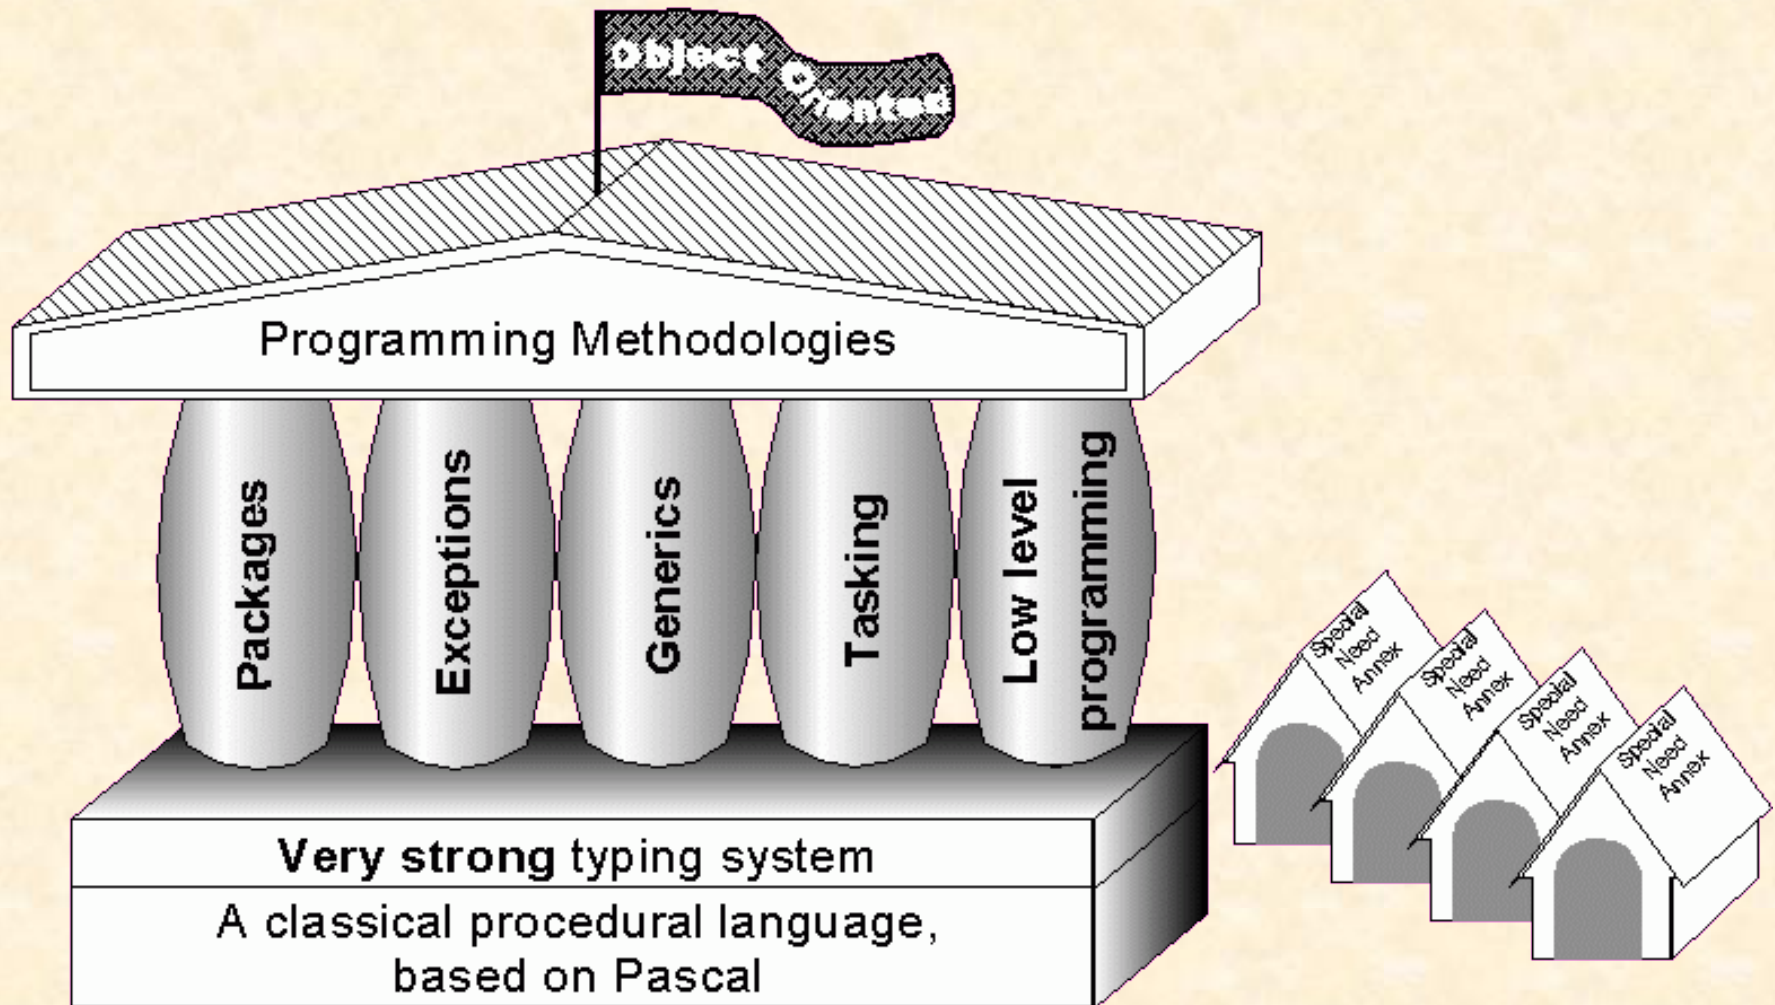 Object Oriented
Programming Methodologies
Packages
Exceptions
Generics
Tasking
Low level
programming
Very strong typing system
A classical procedural language,
based on Pascal
Special
Need
Annex
Special
Need
Annex
Special
Need
Annex
Special
Need
Annex